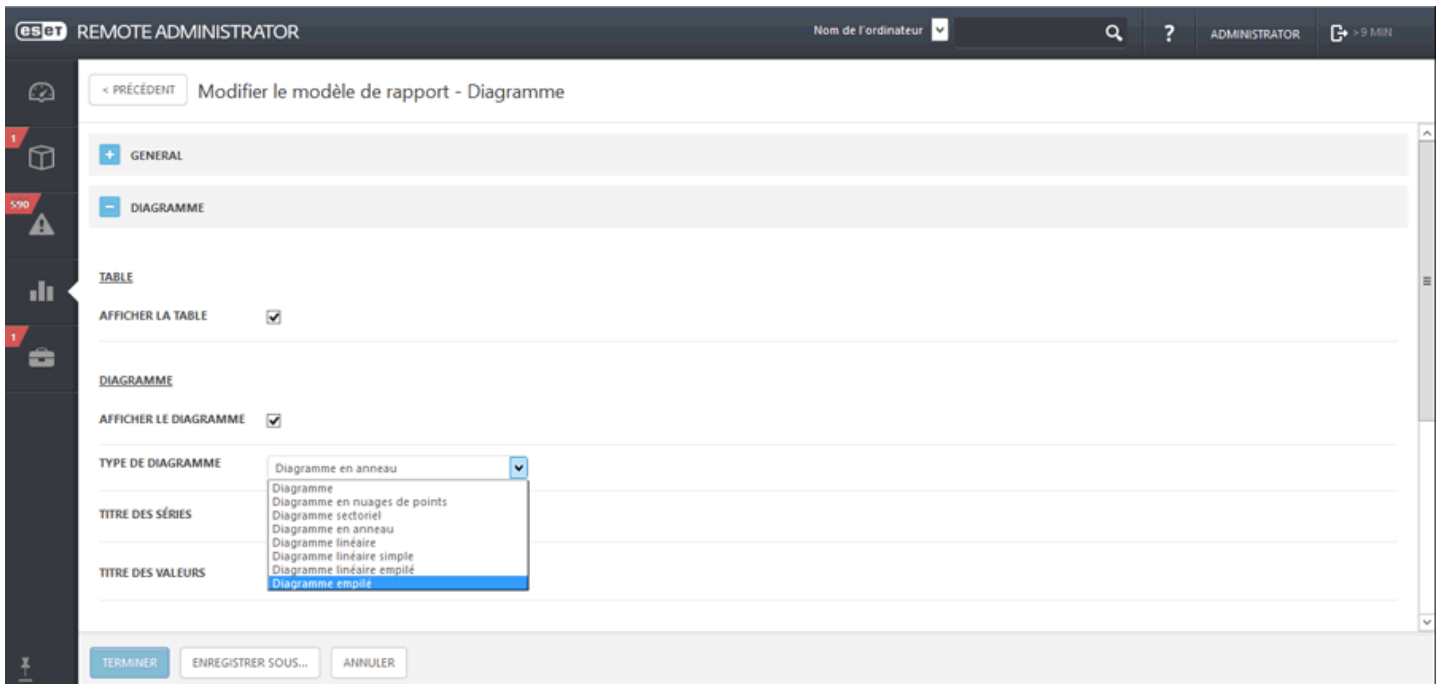 eset REMOTE ADMINISTRATOR
Nom de l'ordinateur
?
ADMINISTRATOR
>9 MIN
< PRÉCÉDENT
Modifier le modèle de rapport - Diagramme
1
590
1
GENERAL
DIAGRAMME
TABLE
AFFICHER LA TABLE
DIAGRAMME
AFFICHER LE DIAGRAMME
TYPE DE DIAGRAMME
Diagramme en anneau
Diagramme
Diagramme en nuages de points
Diagramme sectoriel
Diagramme en anneau
Diagramme linéaire
Diagramme linéaire simple
Diagramme linéaire empilé
Diagramme empilé
TITRE DES SÉRIES
TITRE DES VALEURS
TERMINER
ENREGISTRER SOUS...
ANNULER